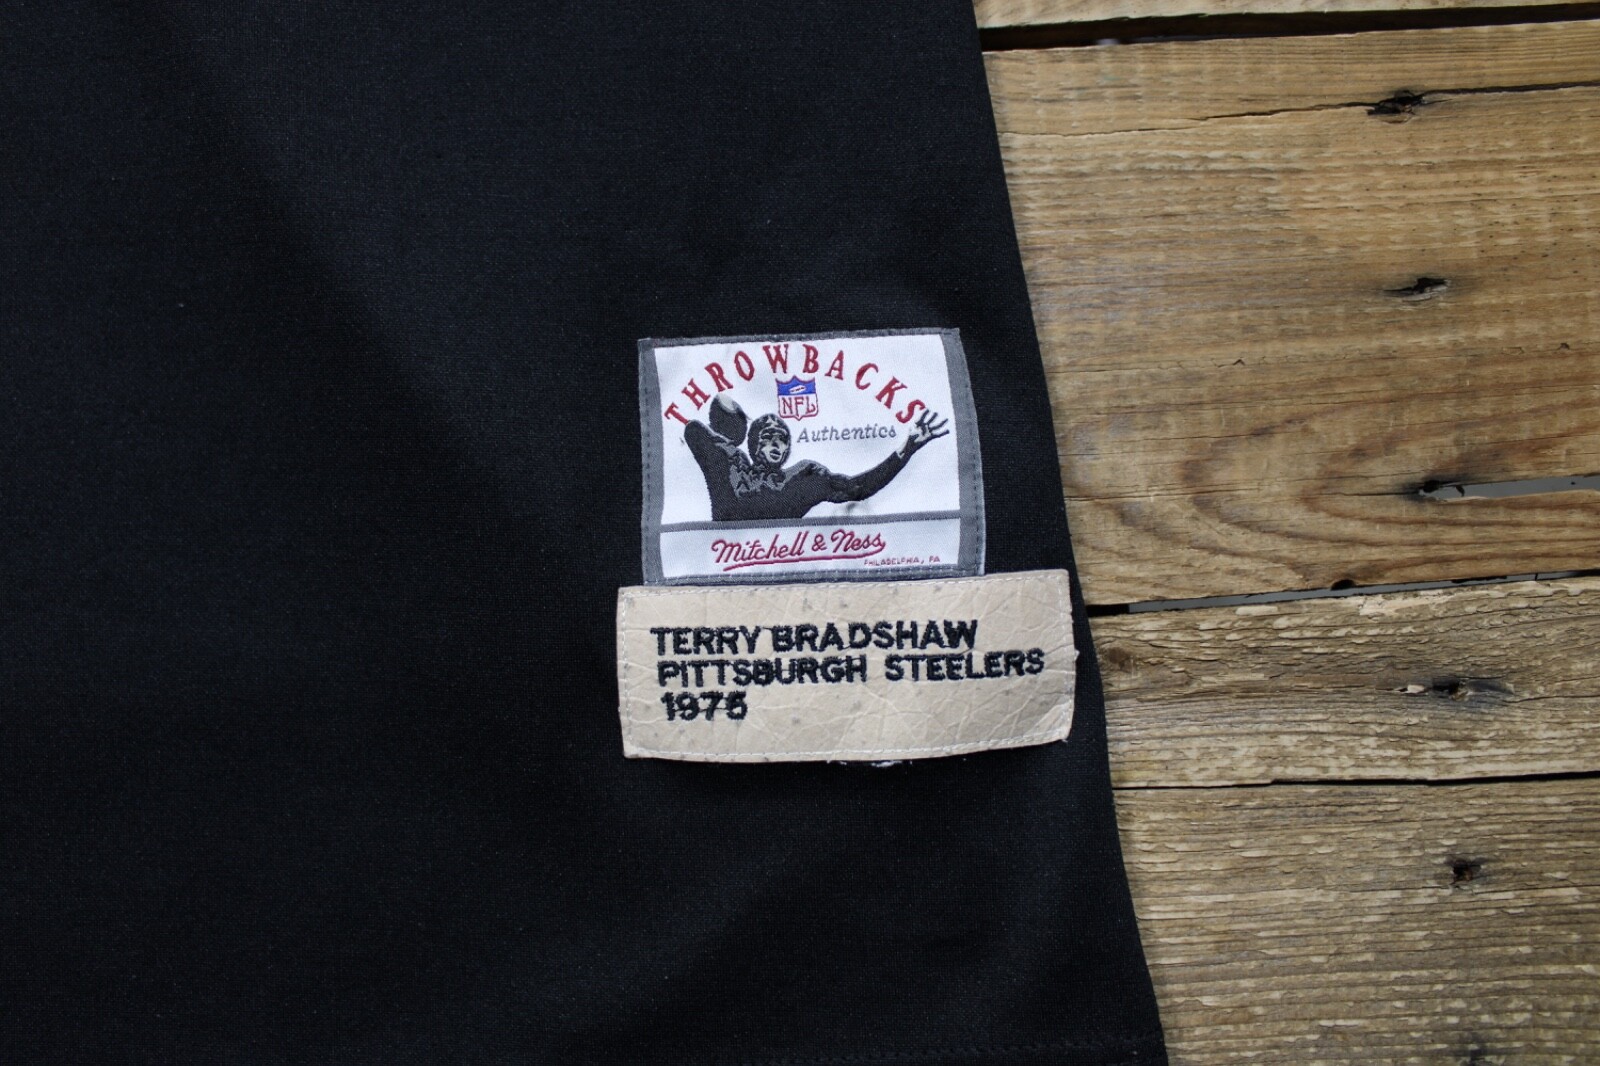 THROWBACKS
NFL
Authentics
Mitchell & Ness
PHILADELPHIA, PA
TERRY BRADSHAW
PITTSBURGH STEELERS
1975